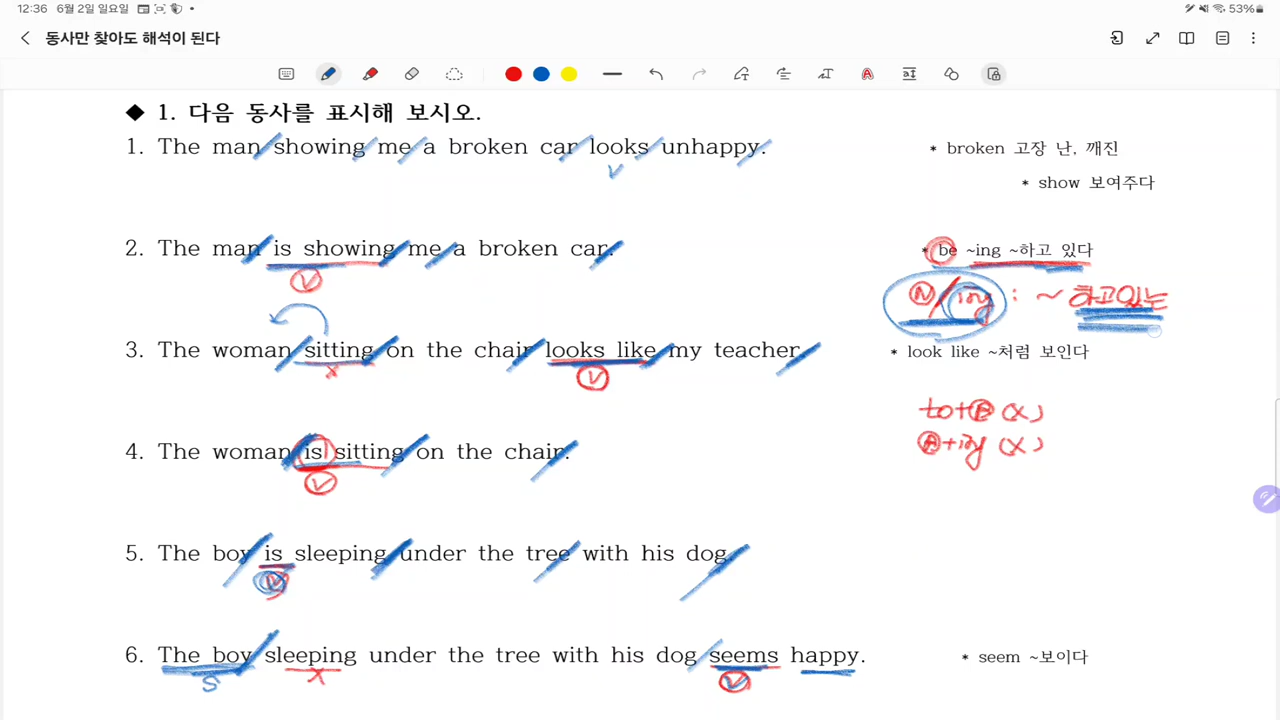 12:36 6월 2일 일요일 53%
동사만 찾아도 해석이 된다
◆ 1. 다음 동사를 표시해 보시오.
1. The man showing me a broken car looks unhappy. * broken 고장 난, 깨진
V
* show 보여주다
2. The man is showing me a broken car. * be ~ing ~하고 있다
V
N/ing : ~ 하고있는
3. The woman sitting on the chair looks like my teacher. * look like ~처럼 보인다
x V
to+R (x)
R+ing (x)
4. The woman is sitting on the chair.
V
5. The boy is sleeping under the tree with his dog.
V
6. The boy sleeping under the tree with his dog seems happy. * seem ~보이다
S x V